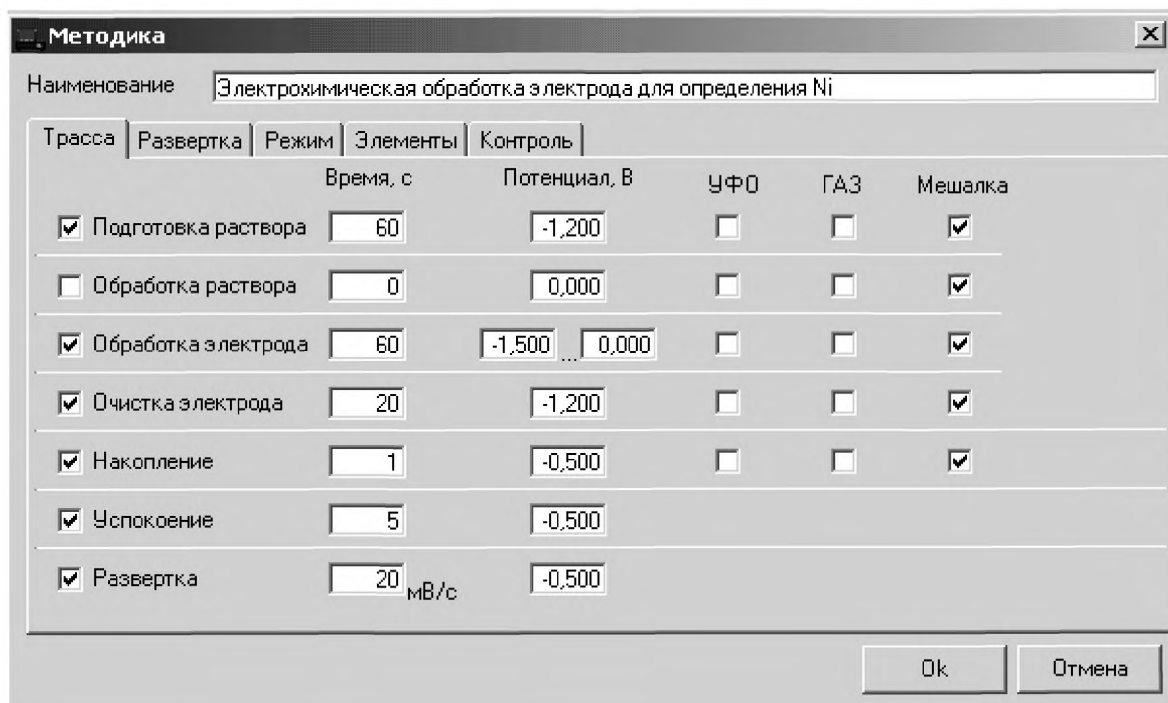 Методика
Наименование Электрохимическая обработка электрода для определения Ni
Трасса Развертка Режим Элементы Контроль
Время, с Потенциал, В УФО ГАЗ Мешалка
Подготовка раствора 60 -1,200
Обработка раствора 0 0,000
Обработка электрода 60 -1,500 ... 0,000
Очистка электрода 20 -1,200
Накопление 1 -0,500
Успокоение 5 -0,500
Развертка 20 мВ/с -0,500
Ok Отмена